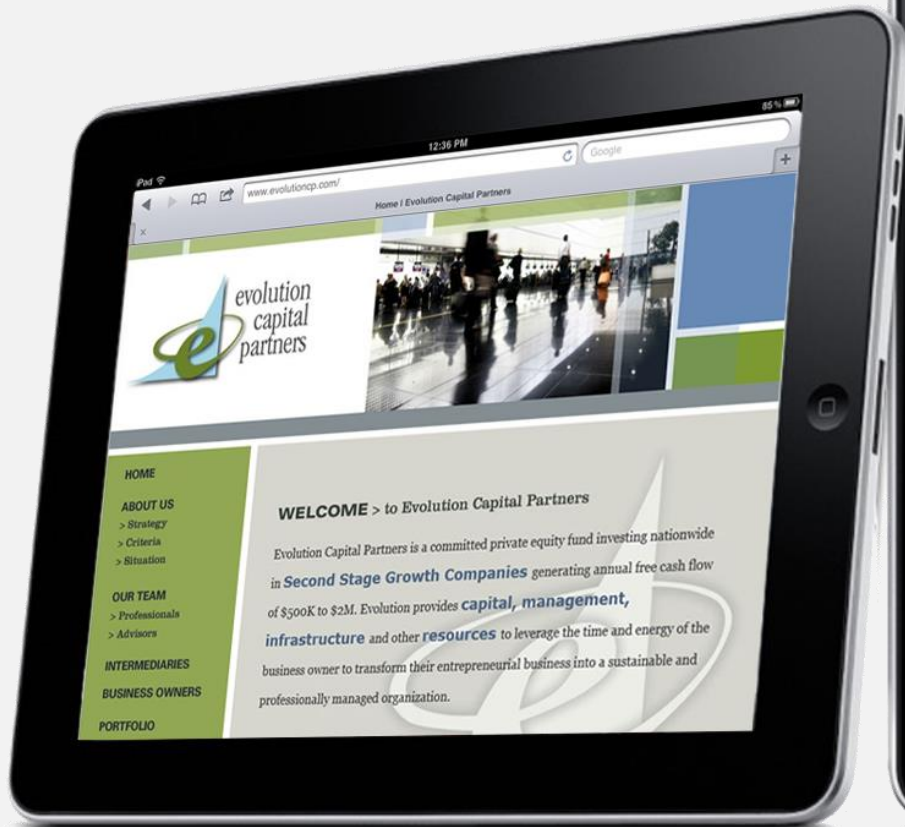 iPad
12:36 PM
85 %
www.evolutioncp.com/
Google
Home | Evolution Capital Partners
x
+
evolution
capital
partners
HOME
ABOUT US
> Strategy
> Criteria
> Situation
OUR TEAM
> Professionals
> Advisors
INTERMEDIARIES
BUSINESS OWNERS
PORTFOLIO
WELCOME > to Evolution Capital Partners
Evolution Capital Partners is a committed private equity fund investing nationwide
in Second Stage Growth Companies generating annual free cash flow
of $500K to $2M. Evolution provides capital, management,
infrastructure and other resources to leverage the time and energy of the
business owner to transform their entrepreneurial business into a sustainable and
professionally managed organization.